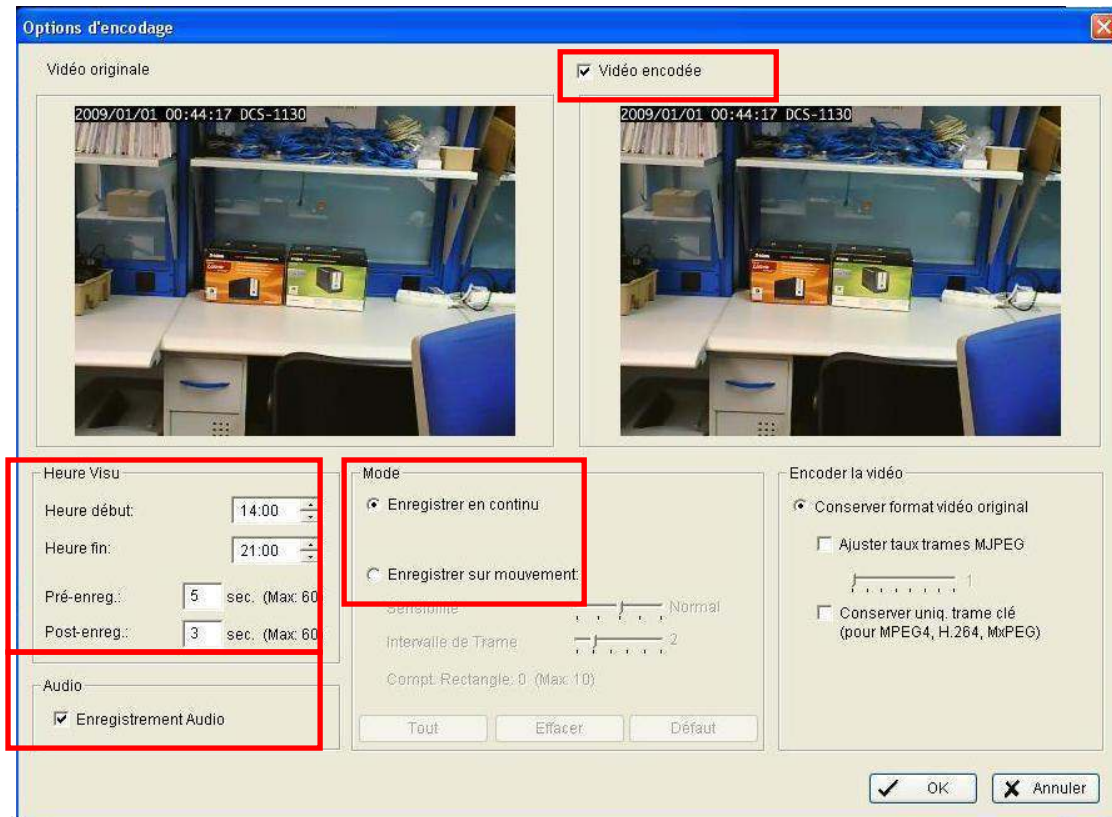 Options d'encodage
Vidéo originale
Vidéo encodée
2009/01/01 00:44:17 DCS-1130
2009/01/01 00:44:17 DCS-1130
Heure Visu
Heure début:
14:00
Heure fin:
21:00
Pré-enreg.:
5
sec. (Max: 60
Post-enreg.:
3
sec. (Max: 60
Audio
Enregistrement Audio
Mode
Enregistrer en continu
Enregistrer sur mouvement:
Sensibilité
Normal
Intervalle de Trame
2
Compt. Rectangle: 0 (Max: 10)
Tout
Effacer
Défaut
Encoder la vidéo
Conserver format vidéo original
Ajuster taux trames MJPEG
1
Conserver uniq. trame clé
(pour MPEG4, H.264, MxPEG)
OK
Annuler